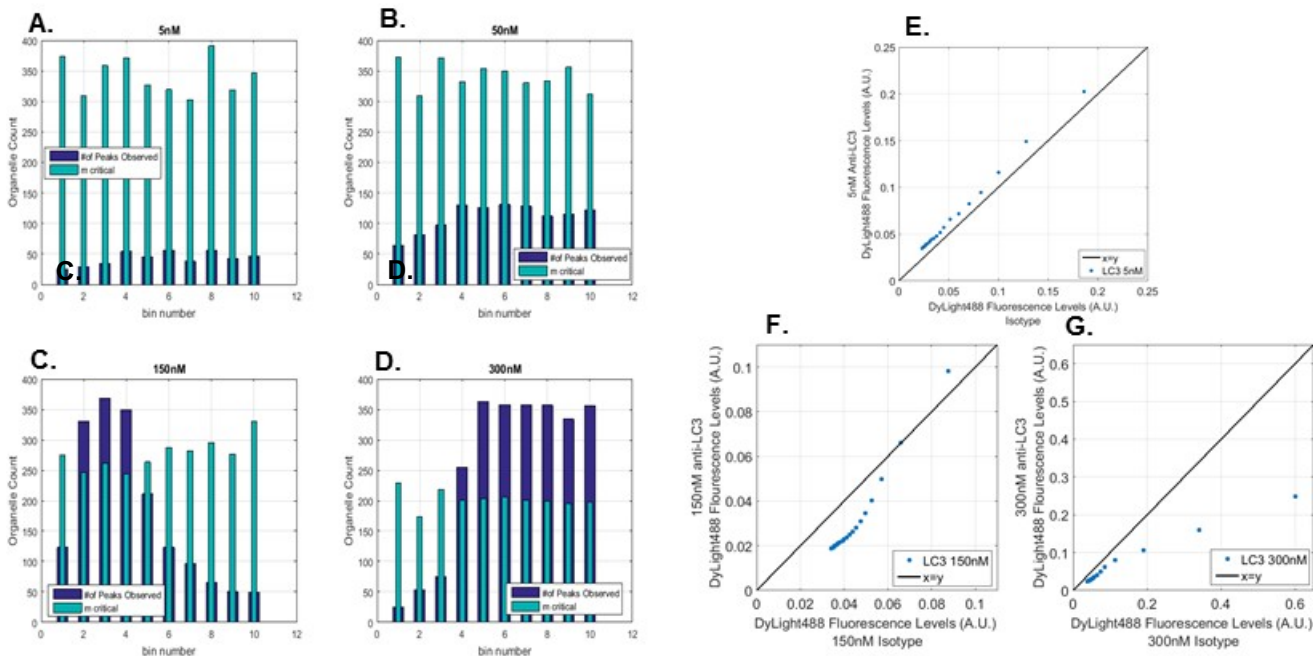 A.
5nM
400
350
300
250
200
150
100
50
0
Organelle Count
#of Peaks Observed
m critical
C.
0 2 4 6 8 10 12
bin number
B.
50nM
400
350
300
250
200
150
100
50
0
Organelle Count
#of Peaks Observed
m critical
D.
0 2 4 6 8 10 12
bin number
E.
0.25
0.2
0.15
0.1
0.05
0
5nM Anti-LC3
DyLight488 Fluorescence Levels (A.U.)
x=y
LC3 5nM
0 0.05 0.1 0.15 0.2 0.25
DyLight488 Fluorescence Levels (A.U.)
Isotype
C.
150nM
400
350
300
250
200
150
100
50
0
Organelle Count
#of Peaks Observed
m critical
0 2 4 6 8 10 12
bin number
D.
300nM
400
350
300
250
200
150
100
50
0
Organelle Count
#of Peaks Observed
m critical
0 2 4 6 8 10 12
bin number
F.
0.1
0.08
0.06
0.04
0.02
0
150nM anti-LC3
DyLight488 Flourescence Levels (A.U.)
LC3 150nM
x=y
0 0.02 0.04 0.06 0.08 0.1
DyLight488 Flourescence Levels (A.U.)
150nM Isotype
G.
0.6
0.5
0.4
0.3
0.2
0.1
0
300nM anti-LC3
DyLight488 Flourescence Levels (A.U.)
LC3 300nM
x=y
0 0.2 0.4 0.6
DyLight488 Flourescence Levels (A.U.)
300nM Isotype